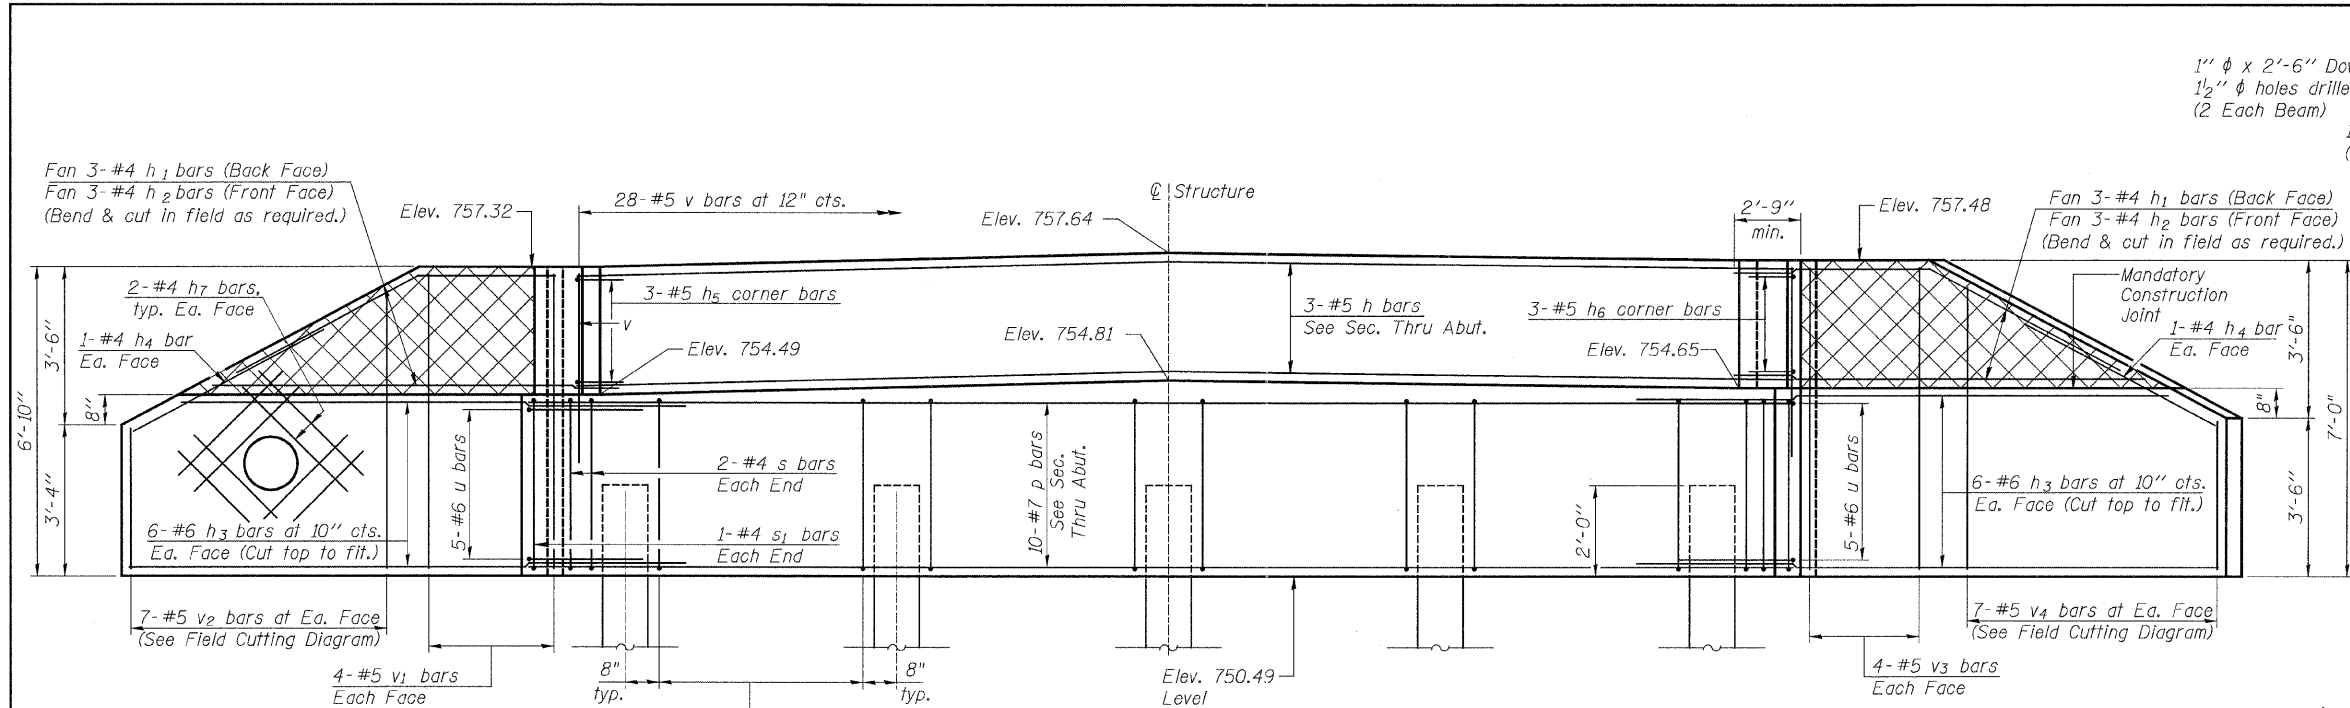 1" ϕ x 2'-6"
1½" ϕ holes
(2 Each Beam)
Fan 3-#4 h1 bars (Back Face)
Fan 3-#4 h2 bars (Front Face)
(Bend & cut in field as required.)
Elev. 757.32
28-#5 v bars at 12" cts.
Elev. 757.64
℄ Structure
2'-9"
min.
Elev. 757.48
Fan 3-#4 h1 bars (Back Face)
Fan 3-#4 h2 bars (Front Face)
(Bend & cut in field as required.)
2-#4 h7 bars,
typ. Ea. Face
1-#4 h4 bar
Ea. Face
3-#5 h5 corner bars
v
Elev. 754.49
Elev. 754.81
3-#5 h bars
See Sec. Thru Abut.
3-#5 h6 corner bars
Elev. 754.65
Mandatory
Construction
Joint
1-#4 h4 bar
Ea. Face
6'-10"
3'-6"
8"
3'-4"
6-#6 h3 bars at 10" cts.
Ea. Face (Cut top to fit.)
5-#6 u bars
2-#4 s bars
Each End
1-#4 s1 bars
Each End
10-#7 p bars
See Sec.
Thru Abut.
2'-0"
5-#6 u bars
6-#6 h3 bars at 10" cts.
Ea. Face (Cut top to fit.)
3'-6"
8"
3'-6"
7'-0"
7-#5 v2 bars at Ea. Face
(See Field Cutting Diagram)
4-#5 v1 bars
Each Face
8"
typ.
8"
typ.
Elev. 750.49
Level
7-#5 v4 bars at Ea. Face
(See Field Cutting Diagram)
4-#5 v3 bars
Each Face